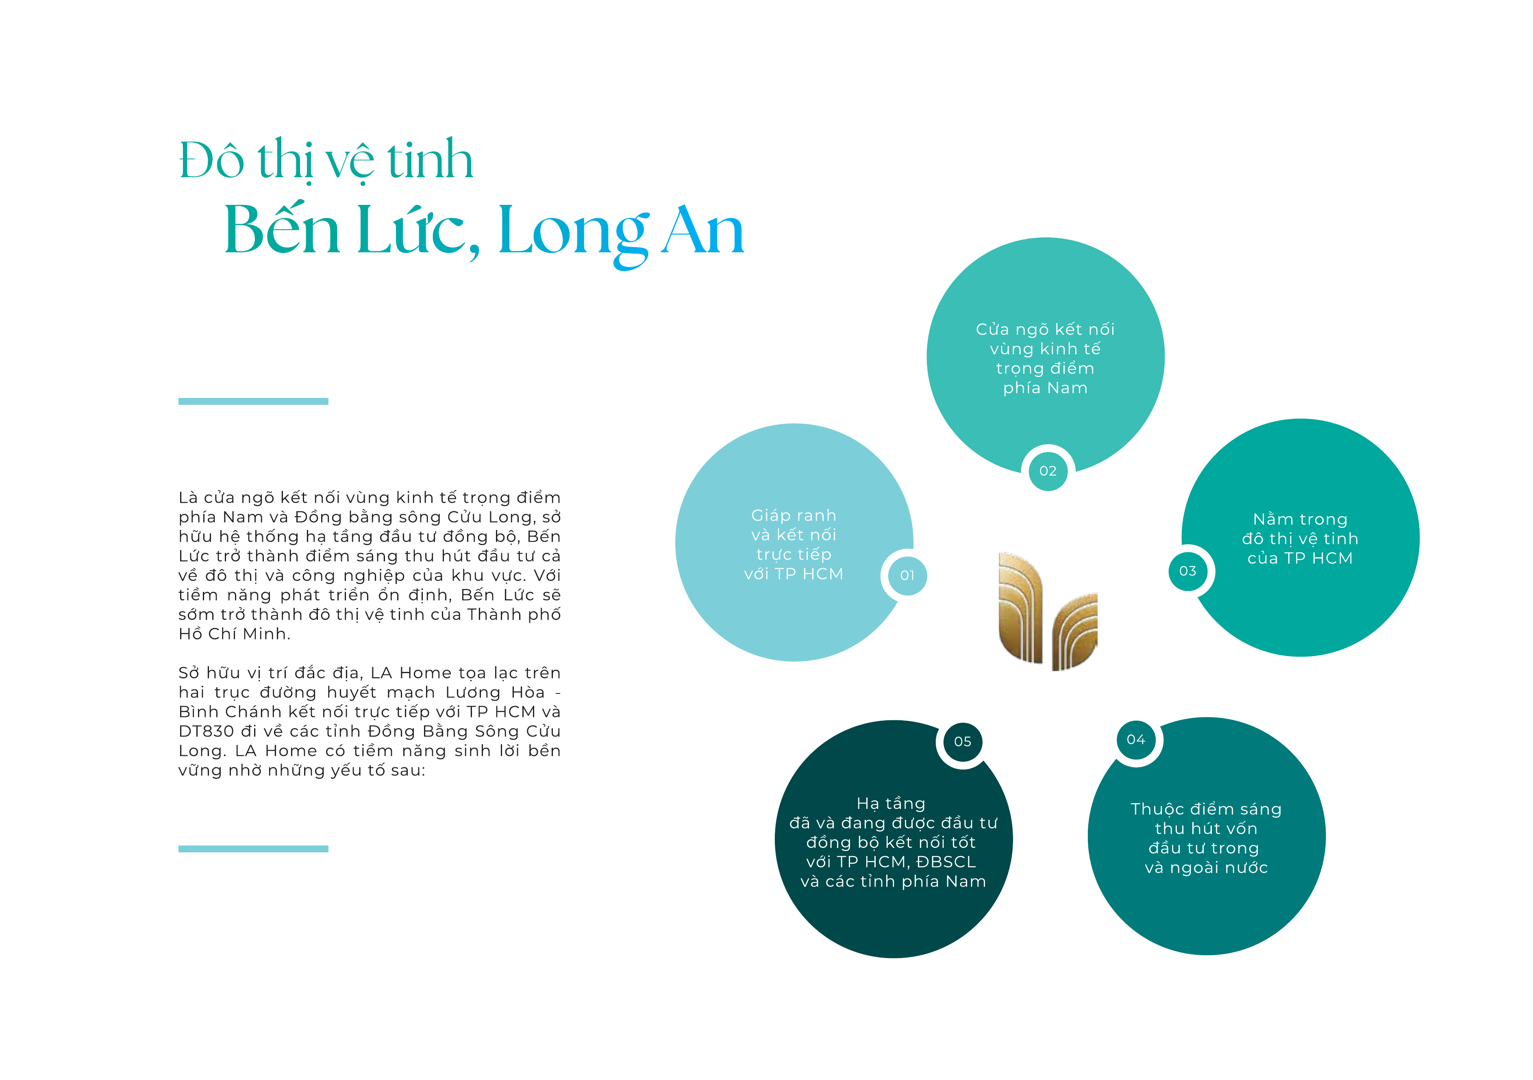 Đô thị vệ tinh
Bến Lức, Long An
Là cửa ngõ kết nối vùng kinh tế trọng điểm
phía Nam và Đồng bằng sông Cửu Long, sở
hữu hệ thống hạ tầng đầu tư đồng bộ, Bến
Lức trở thành điểm sáng thu hút đầu tư cả
về đô thị và công nghiệp của khu vực. Với
tiềm năng phát triển ổn định, Bến Lức sẽ
sớm trở thành đô thị vệ tinh của Thành phố
Hồ Chí Minh.
Sở hữu vị trí đắc địa, LA Home tọa lạc trên
hai trục đường huyết mạch Lương Hòa -
Bình Chánh kết nối trực tiếp với TP HCM và
DT830 đi về các tỉnh Đồng Bằng Sông Cửu
Long. LA Home có tiềm năng sinh lời bền
vững nhờ những yếu tố sau:
Giáp ranh
và kết nối
trực tiếp
với TP HCM
01
Cửa ngõ kết nối
vùng kinh tế
trọng điểm
phía Nam
02
Nằm trong
đô thị vệ tinh
của TP HCM
03
Thuộc điểm sáng
thu hút vốn
đầu tư trong
và ngoài nước
04
Hạ tầng
đã và đang được đầu tư
đồng bộ kết nối tốt
với TP HCM, ĐBSCL
và các tỉnh phía Nam
05